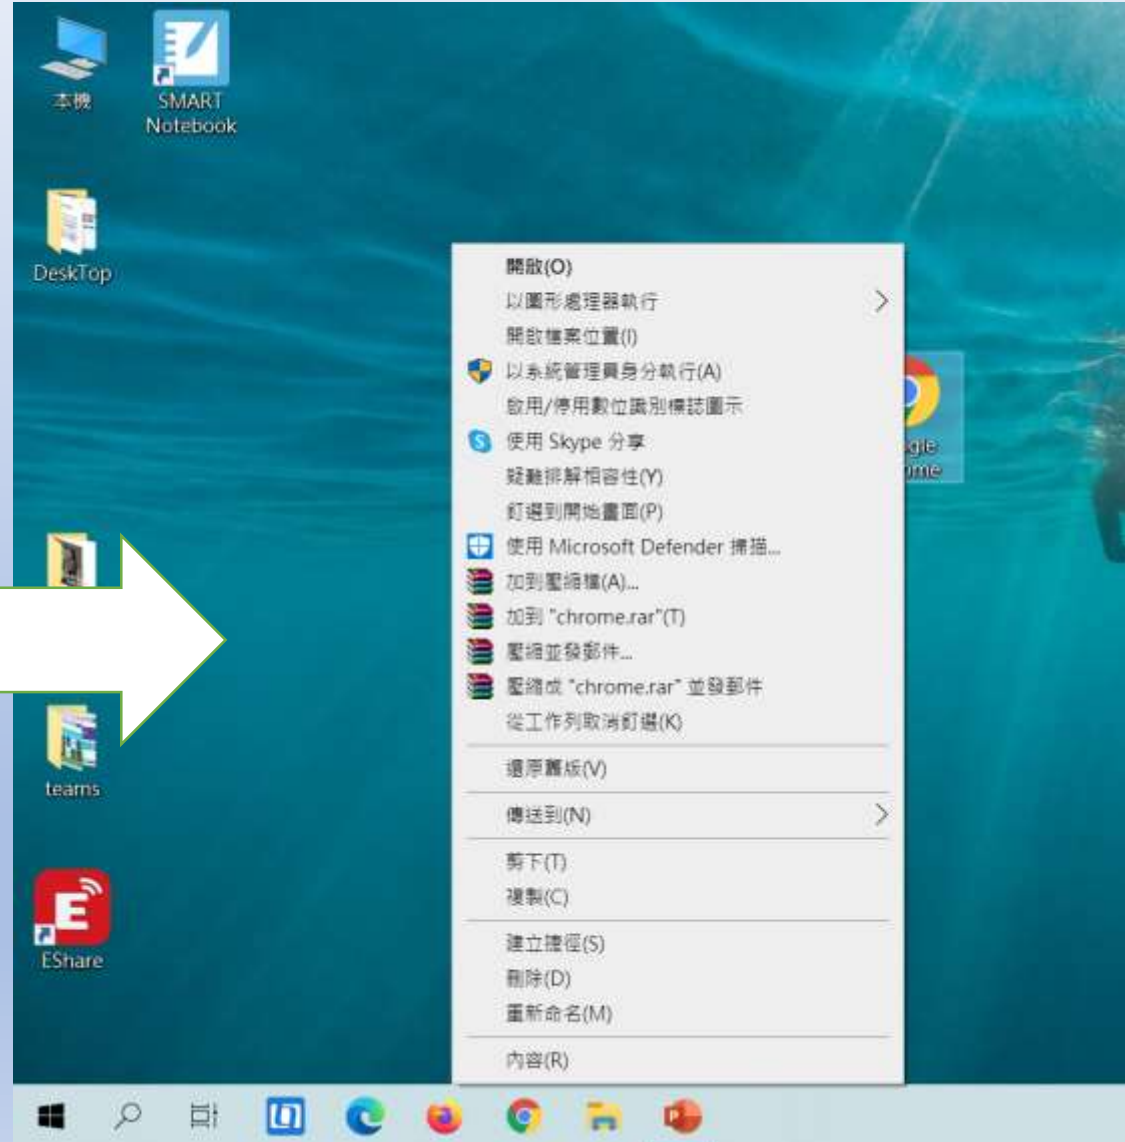 本機
SMART
Notebook
DeskTop
開啟(O)
以圖形處理器執行
開啟檔案位置(I)
以系統管理員身分執行(A)
啟用/停用數位識別標誌圖示
使用 Skype 分享
疑難排解相容性(Y)
釘選到開始畫面(P)
使用 Microsoft Defender 掃描...
加到壓縮檔(A)...
加到 "chrome.rar"(T)
壓縮並發郵件...
壓縮成 "chrome.rar" 並發郵件
從工作列取消釘選(K)
還原舊版(V)
傳送到(N)
剪下(T)
複製(C)
建立捷徑(S)
刪除(D)
重新命名(M)
內容(R)
gle
ome
teams
E
EShare